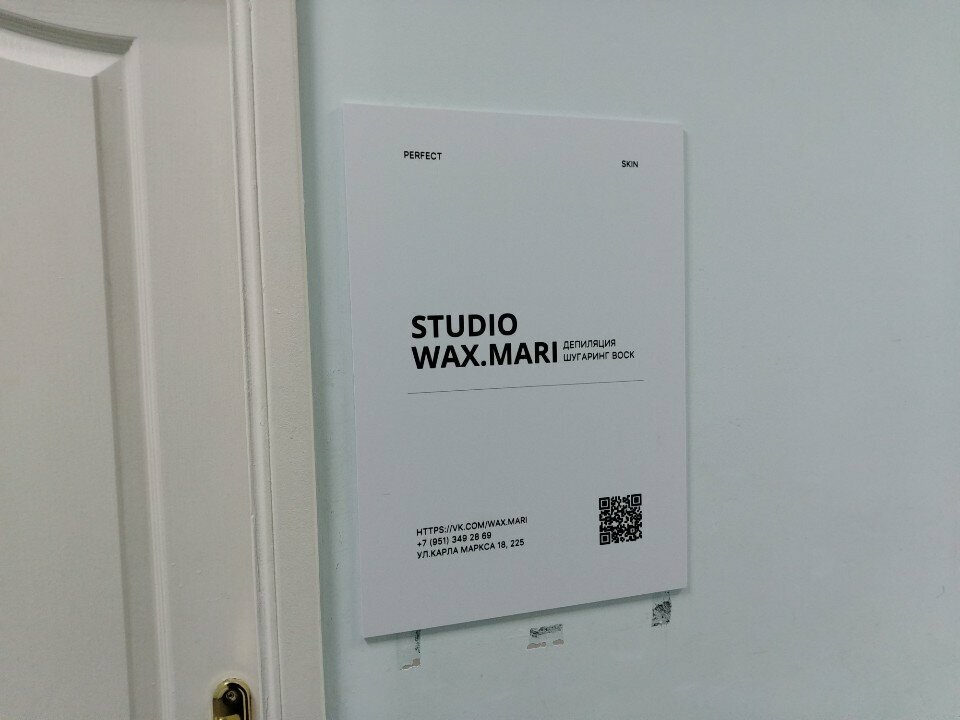 PERFECT SKIN
STUDIO
WAX.MARI
ДЕПИЛЯЦИЯ
ШУГАРИНГ ВОСК
HTTPS://VK.COM/WAX.MARI
+7 (951) 349 28 69
УЛ.КАРЛА МАРКСА 18, 225